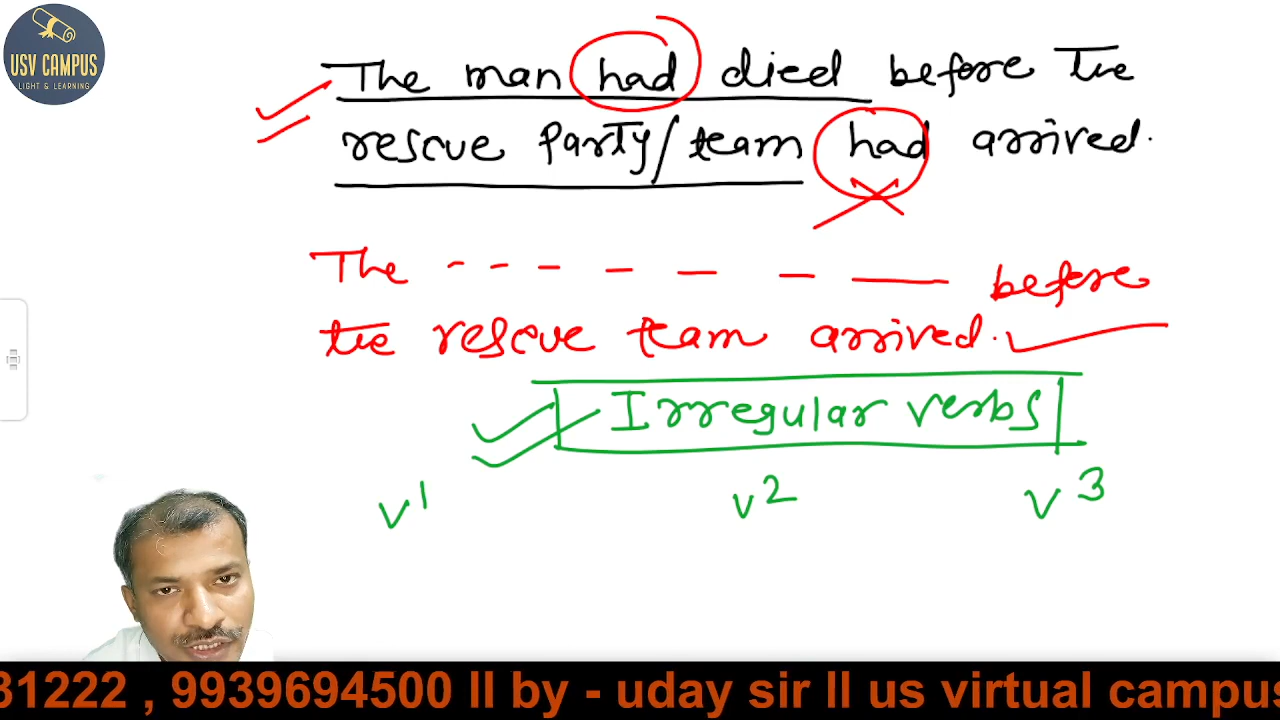 USV CAMPUS
LIGHT & LEARNING
The man had died before the
rescue party/team had arrived.
The - - - - - - - before
the rescue team arrived.
Irregular verbs
v1 v2 v3
31222 , 9939694500 ll by - uday sir ll us virtual campus